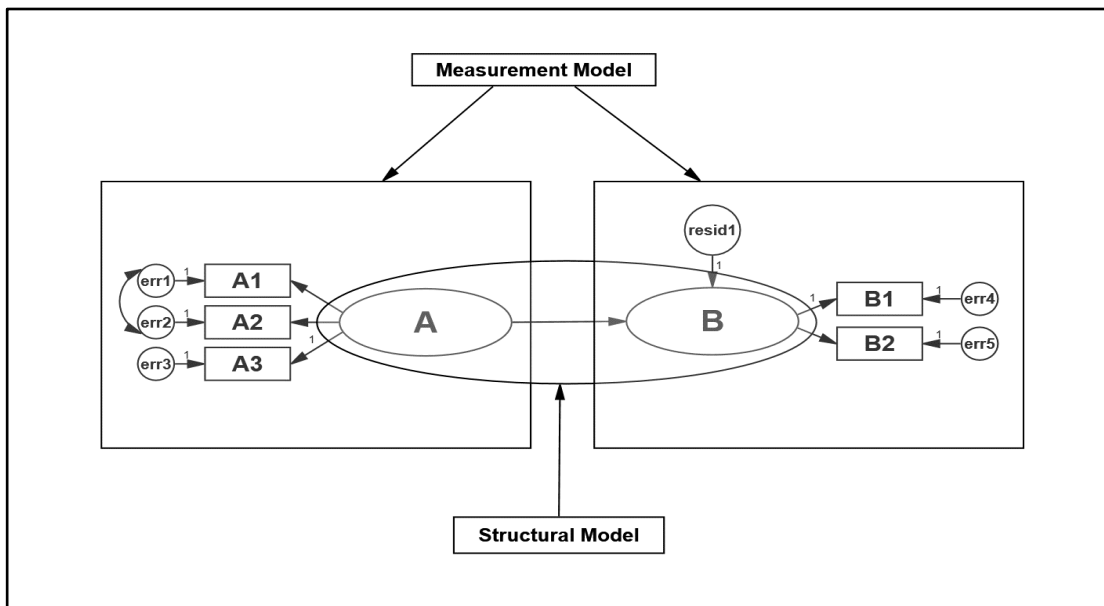 Measurement Model
resid1
1
err1
1
A1
err2
1
A2
err3
1
A3
1
A
B
1
B1
1
err4
B2
1
err5
Structural Model